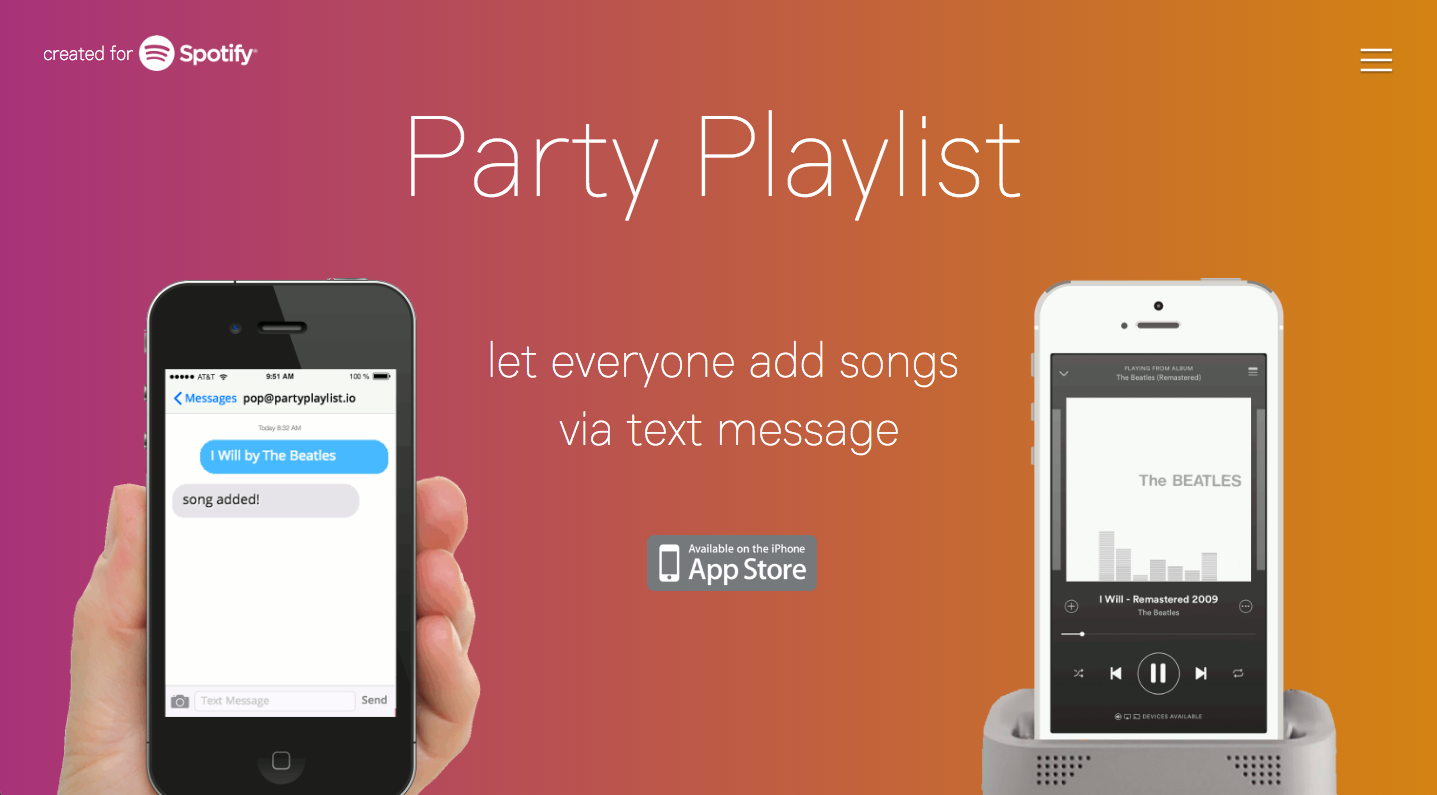 created for Spotify®
Party Playlist
let everyone add songs
via text message
Available on the iPhone
App Store
AT&T 9:51 AM 100 %
Messages pop@partyplaylist.io
Today 8:32 AM
I Will by The Beatles
song added!
Text Message Send
PLAYING FROM ALBUM
The Beatles (Remastered)
The BEATLES
I Will - Remastered 2009
The Beatles
DEVICES AVAILABLE